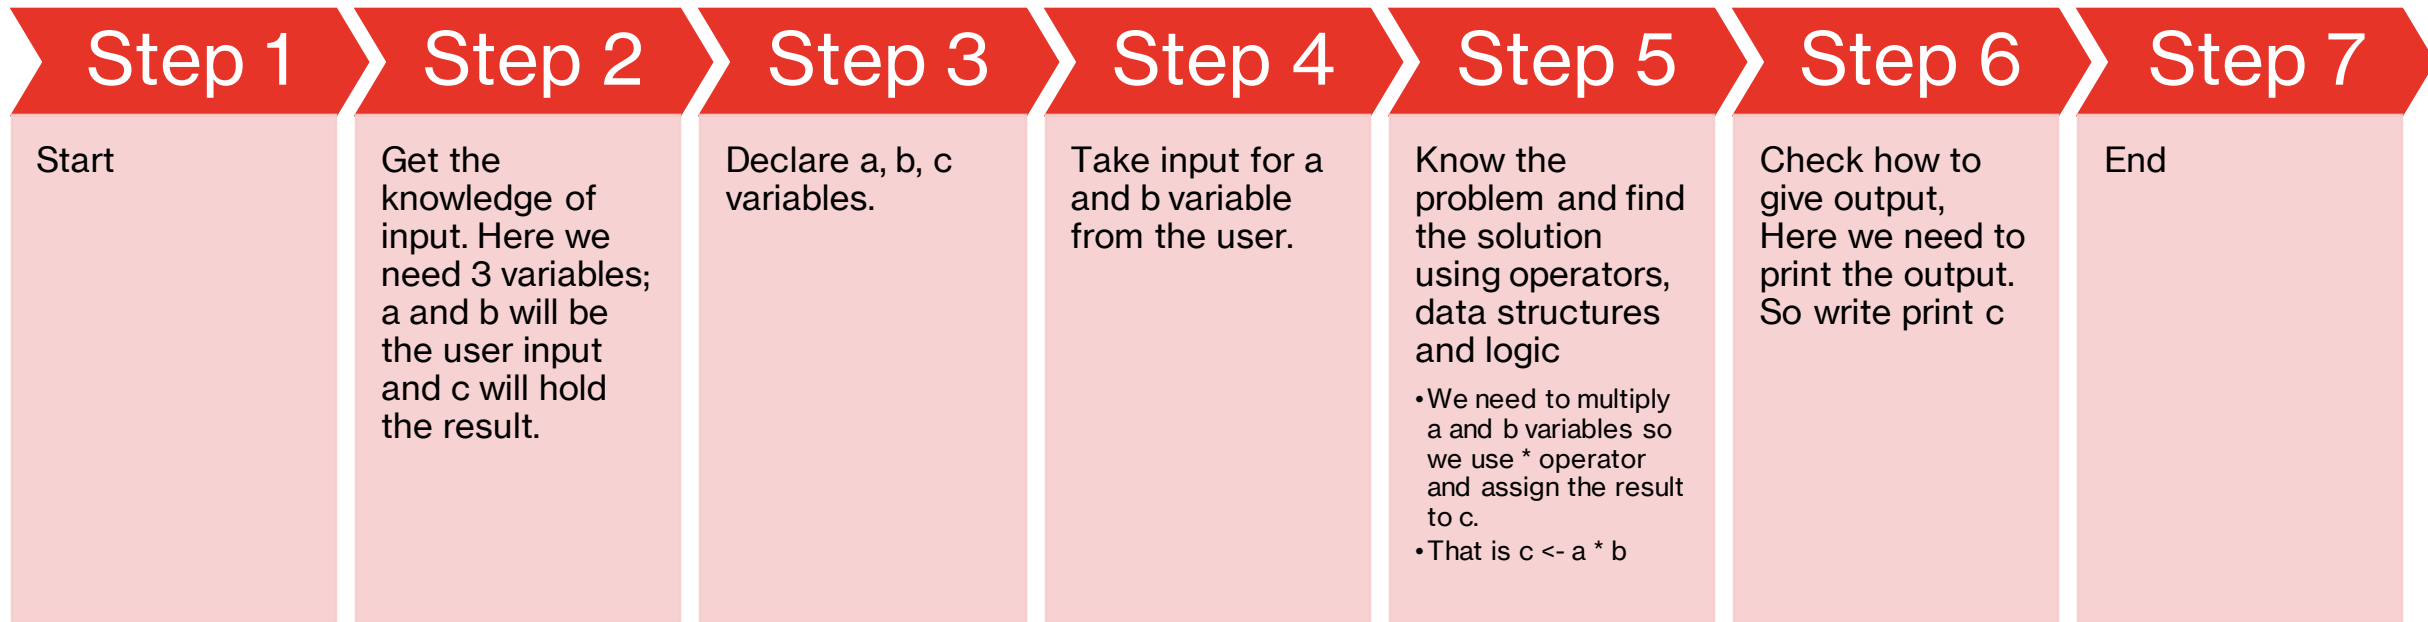 Step 1
Start
Step 2
Get the
knowledge of
input. Here we
need 3 variables;
a and b will be
the user input
and c will hold
the result.
Step 3
Declare a, b, c
variables.
Step 4
Take input for a
and b variable
from the user.
Step 5
Know the
problem and find
the solution
using operators,
data structures
and logic
•We need to multiply
a and b variables so
we use * operator
and assign the result
to c.
•That is c <- a * b
Step 6
Check how to
give output,
Here we need to
print the output.
So write print c
Step 7
End